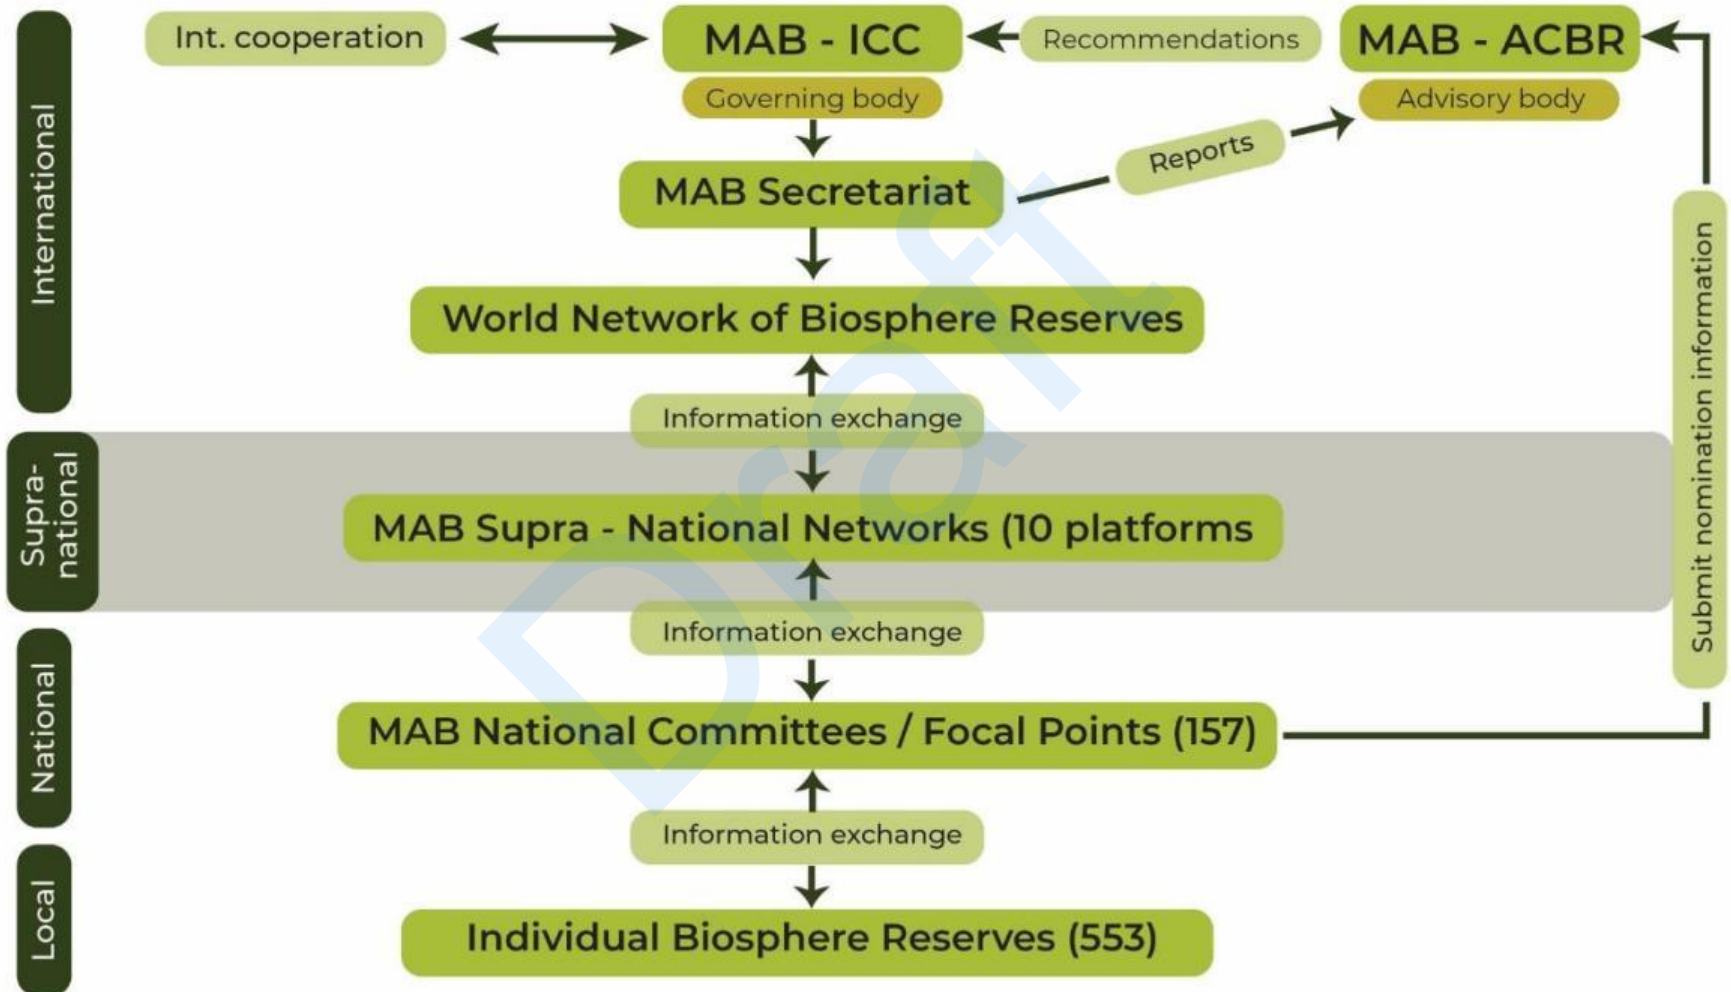 Int. cooperation
MAB - ICC
Recommendations
MAB - ACBR
Governing body
Advisory body
Reports
MAB Secretariat
International
World Network of Biosphere Reserves
Submit nomination information
Information exchange
Supra-
national
MAB Supra - National Networks (10 platforms
Information exchange
National
MAB National Committees / Focal Points (157)
Information exchange
Local
Individual Biosphere Reserves (553)
Draft